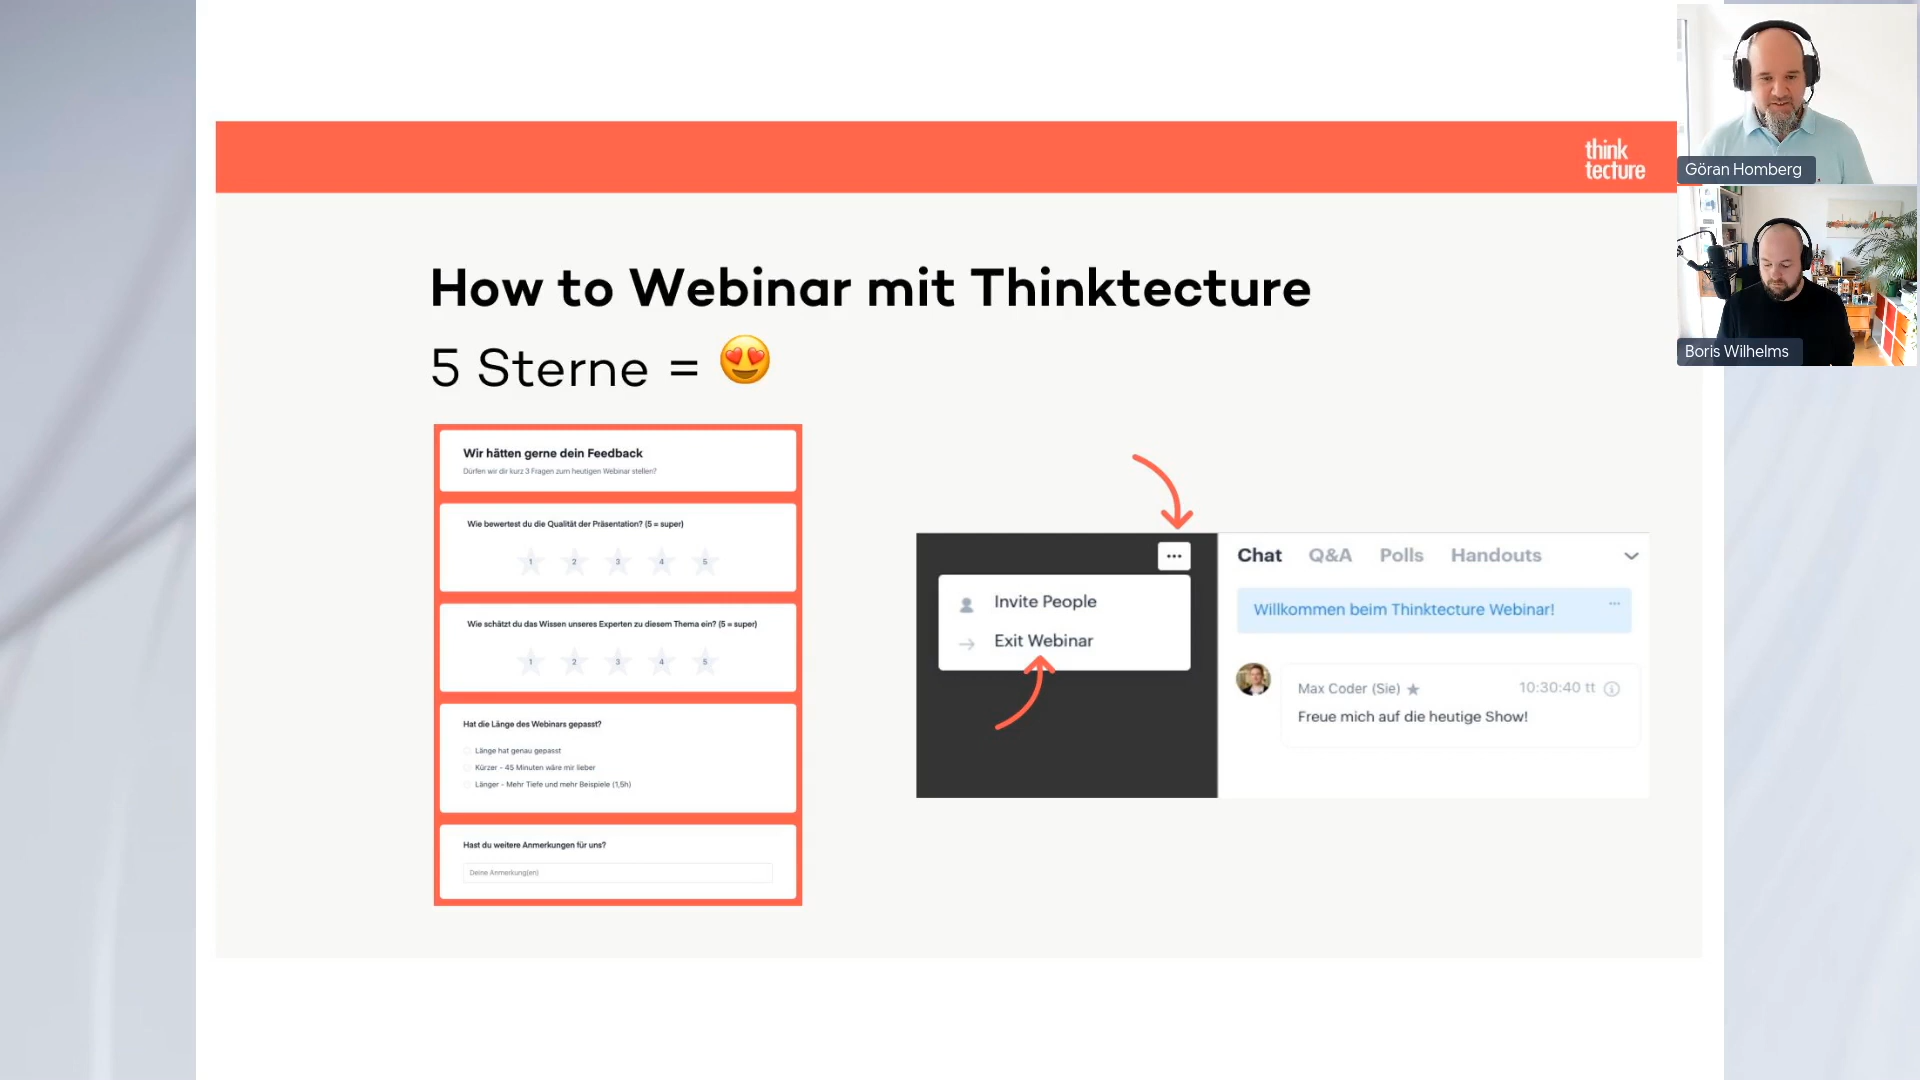 think
tecture
Göran Homberg
Boris Wilhelms
How to Webinar mit Thinktecture
5 Sterne = 😍
Wir hätten gerne dein Feedback
Dürfen wir dir kurz 3 Fragen zum heutigen Webinar stellen?
Wie bewertest du die Qualität der Präsentation? (5 = super)
1 2 3 4 5
Wie schätzt du das Wissen unseres Experten zu diesem Thema ein? (5 = super)
1 2 3 4 5
Hat die Länge des Webinars gepasst?
Länge hat genau gepasst
Kürzer - 45 Minuten wäre mir lieber
Länger - Mehr Tiefe und mehr Beispiele (1,5h)
Hast du weitere Anmerkungen für uns?
Deine Anmerkung(en)
Invite People
Exit Webinar
Chat Q&A Polls Handouts
Willkommen beim Thinktecture Webinar!
Max Coder (Sie) ★ 10:30:40 tt
Freue mich auf die heutige Show!